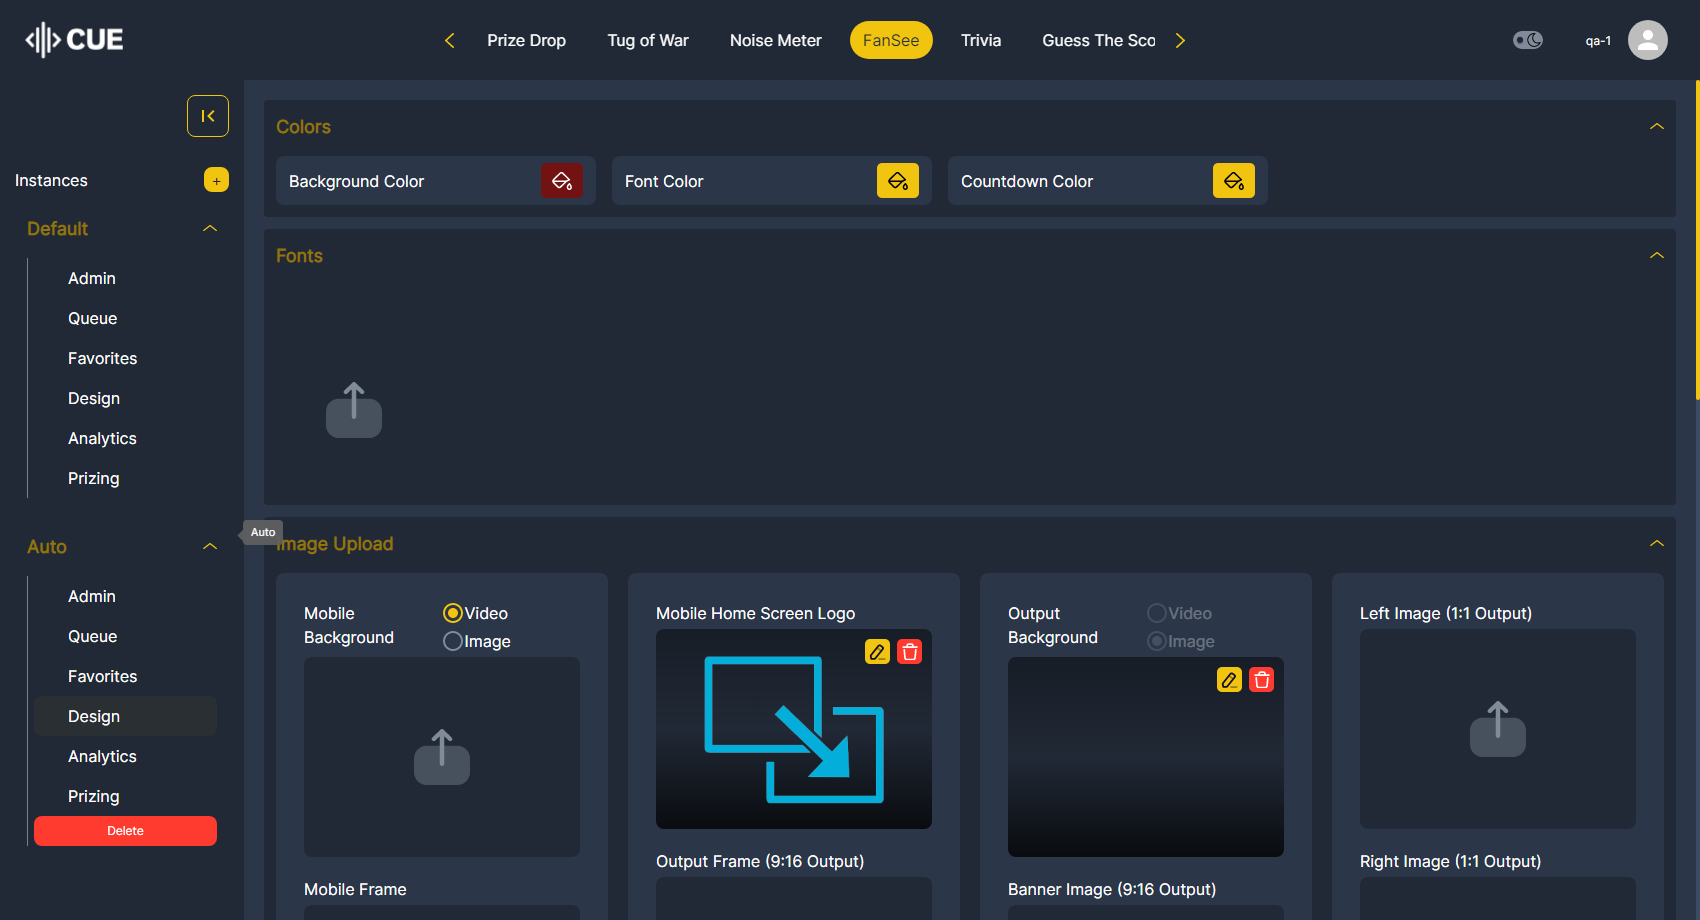 CUE
Prize Drop
Tug of War
Noise Meter
FanSee
Trivia
Guess The Sco
qa-1
Instances
+
Default
Admin
Queue
Favorites
Design
Analytics
Prizing
Auto
Admin
Queue
Favorites
Design
Analytics
Prizing
Delete
Auto
Colors
Background Color
Font Color
Countdown Color
Fonts
Image Upload
Mobile
Background
Video
Image
Mobile Home Screen Logo
Output
Background
Video
Image
Left Image (1:1 Output)
Mobile Frame
Output Frame (9:16 Output)
Banner Image (9:16 Output)
Right Image (1:1 Output)